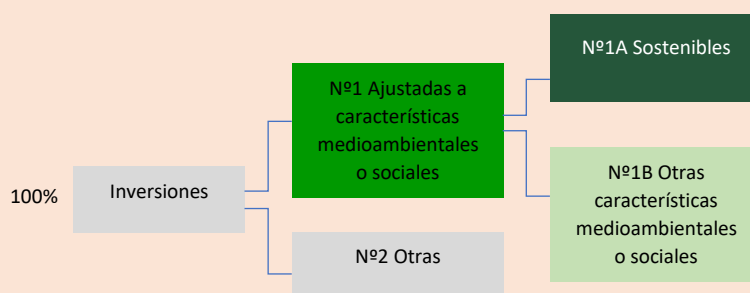 Nº1A Sostenibles
Nº1 Ajustadas a
características
medioambientales
o sociales
Nº1B Otras
características
medioambientales
o sociales
100%
Inversiones
Nº2 Otras